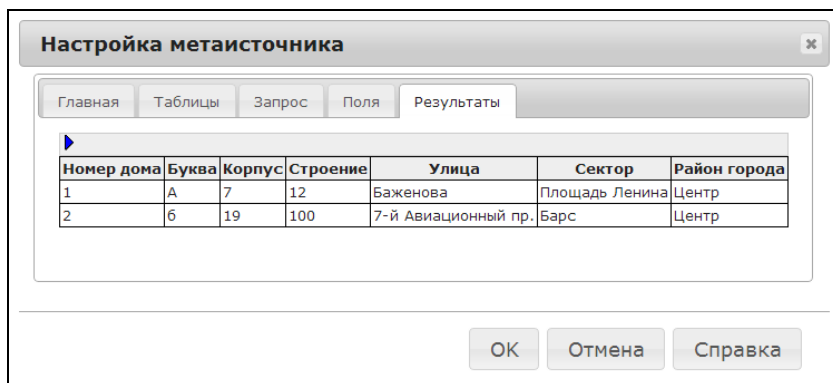 Настройка метаисточника
Главная Таблицы Запрос Поля Результаты
Номер дома Буква Корпус Строение Улица Сектор Район города
1 А 7 12 Баженова Площадь Ленина Центр
2 б 19 100 7-й Авиационный пр. Барс Центр
OK Отмена Справка